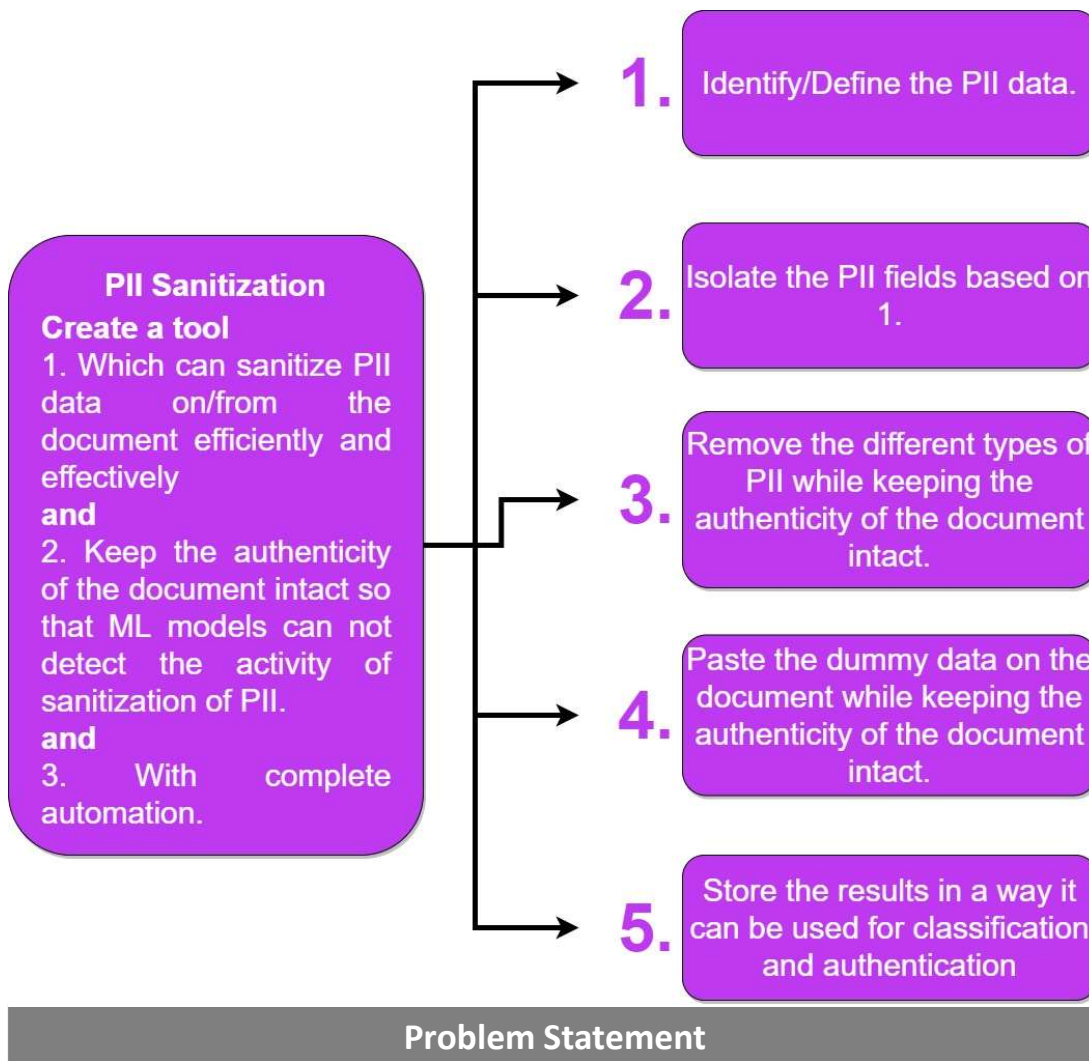 PII Sanitization
Create a tool
1. Which can sanitize PII
data on/from the
document efficiently and
effectively
and
2. Keep the authenticity
of the document intact so
that ML models can not
detect the activity of
sanitization of PII.
and
3. With complete
automation.
1. Identify/Define the PII data.
2. Isolate the PII fields based on
1.
3. Remove the different types of
PII while keeping the
authenticity of the document
intact.
4. Paste the dummy data on the
document while keeping the
authenticity of the document
intact.
5. Store the results in a way it
can be used for classification
and authentication
Problem Statement